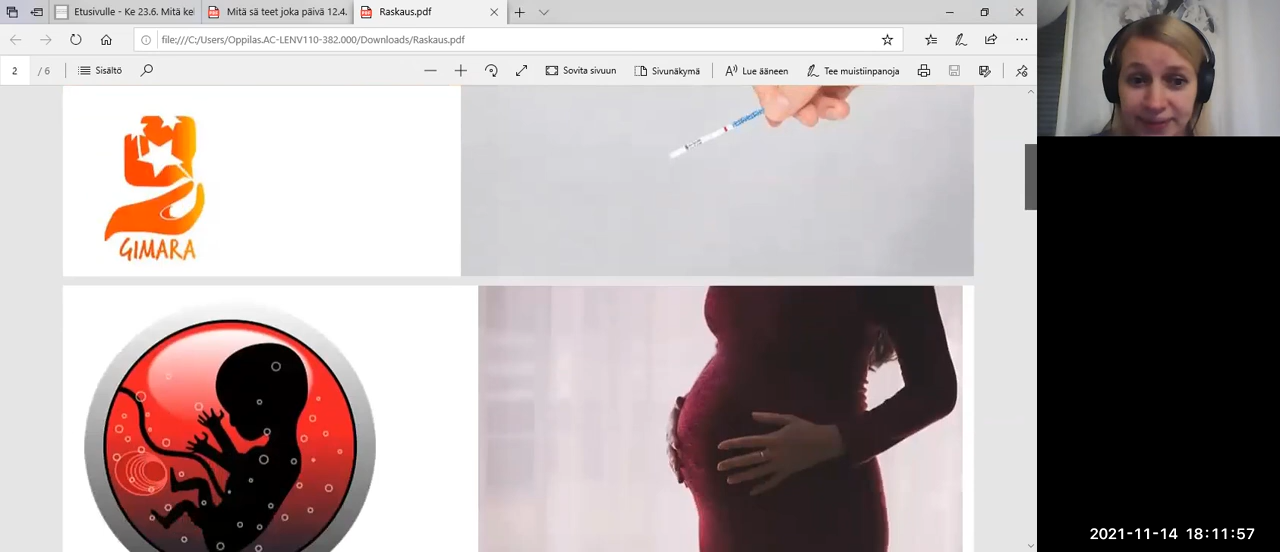 Etusivulle - Ke 23.6. Mitä ke
Mitä sä teet joka päivä 12.4.
Raskaus.pdf
file:///C:/Users/Oppilas.AC-LENV110-382.000/Downloads/Raskaus.pdf
2 / 6
Sisältö
Sovita sivuun
Sivunäkymä
Lue ääneen
Tee muistiinpanoja
GIMARA
2021-11-14 18:11:57